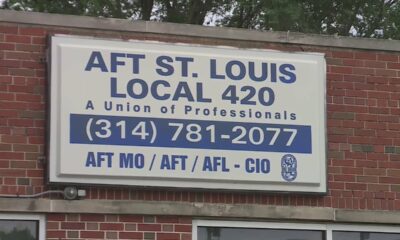 AFT ST. LOUIS
LOCAL 420
A Union of Professionals
(314) 781-2077
AFT MO / AFT / AFL - CIO